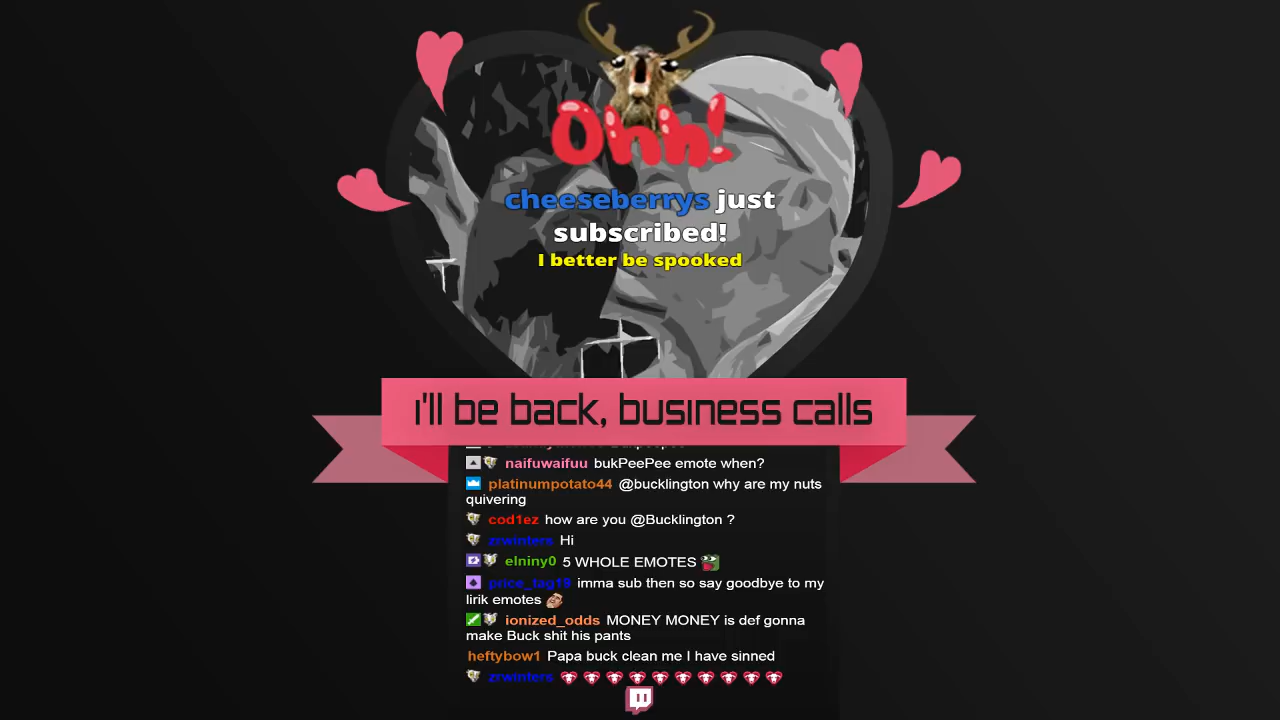 Ohh!
cheeseberrys just
subscribed!
I better be spooked
i'll be back, business calls
naifuwaifuu bukPeePee emote when?
platinumpotato44 @bucklington why are my nuts
quivering
cod1ez how are you @Bucklington ?
zrwinters Hi
elniny0 5 WHOLE EMOTES
price_tag19 imma sub then so say goodbye to my
lirik emotes
ionized_odds MONEY MONEY is def gonna
make Buck shit his pants
heftybow1 Papa buck clean me I have sinned
zrwinters